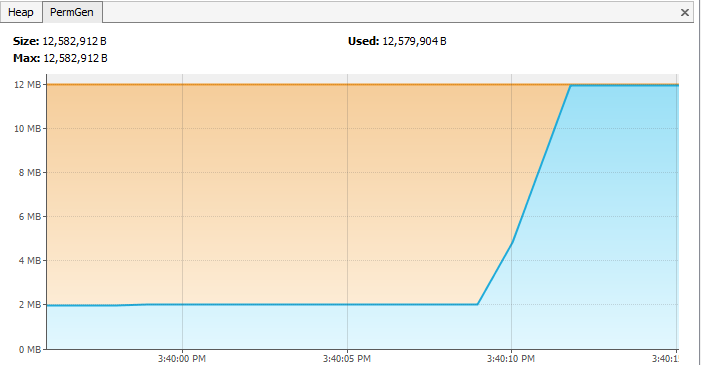 Heap PermGen
Size: 12,582,912 B Used: 12,579,904 B
Max: 12,582,912 B
12 MB
10 MB
8 MB
6 MB
4 MB
2 MB
0 MB
3:40:00 PM 3:40:05 PM 3:40:10 PM 3:40:1